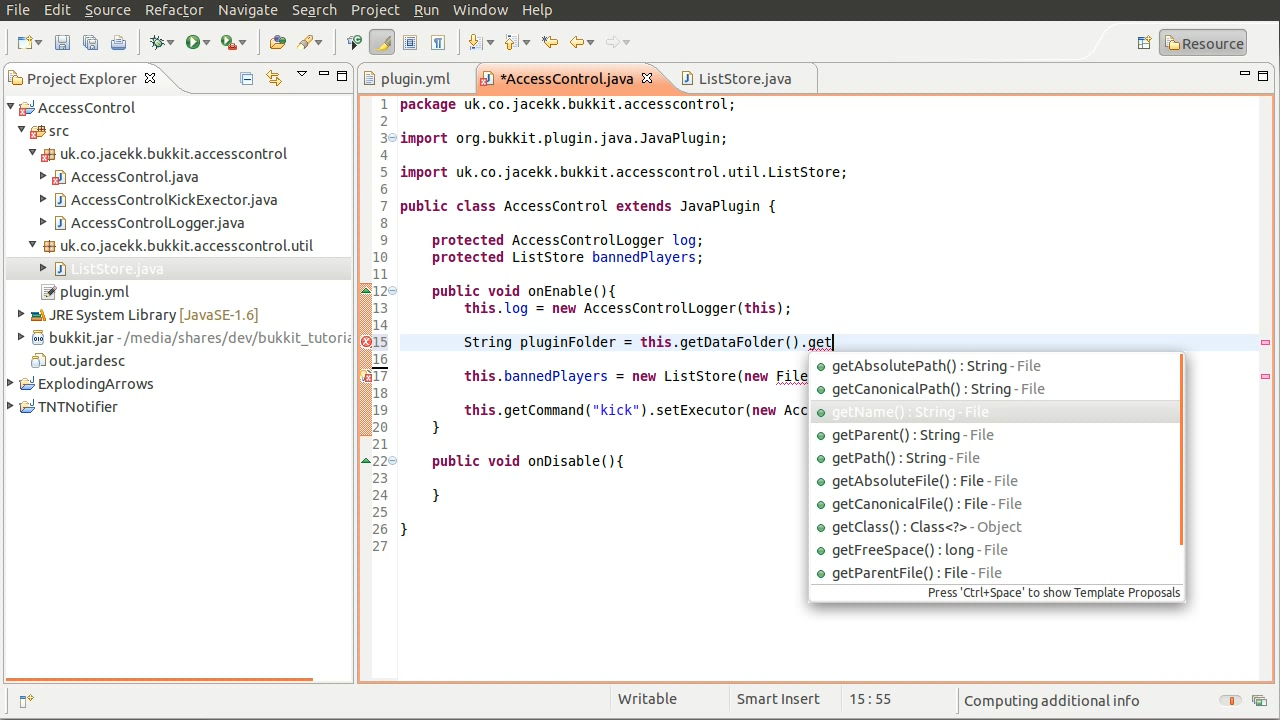 File Edit Source Refactor Navigate Search Project Run Window Help
Resource
Project Explorer
plugin.yml
*AccessControl.java
ListStore.java
AccessControl
src
uk.co.jacekk.bukkit.accesscontrol
AccessControl.java
AccessControlKickExector.java
AccessControlLogger.java
uk.co.jacekk.bukkit.accesscontrol.util
ListStore.java
plugin.yml
JRE System Library [JavaSE-1.6]
bukkit.jar - /media/shares/dev/bukkit_tutoria
out.jardesc
ExplodingArrows
TNTNotifier
1 package uk.co.jacekk.bukkit.accesscontrol;
2
3 import org.bukkit.plugin.java.JavaPlugin;
4
5 import uk.co.jacekk.bukkit.accesscontrol.util.ListStore;
6
7 public class AccessControl extends JavaPlugin {
8
9 protected AccessControlLogger log;
10 protected ListStore bannedPlayers;
11
12 public void onEnable(){
13 this.log = new AccessControlLogger(this);
14
15 String pluginFolder = this.getDataFolder().get
16
17 this.bannedPlayers = new ListStore(new File
18
19 this.getCommand("kick").setExecutor(new Acc
20 }
21
22 public void onDisable(){
23
24 }
25
26 }
27
getAbsolutePath() : String - File
getCanonicalPath() : String - File
getName() : String - File
getParent() : String - File
getPath() : String - File
getAbsoluteFile() : File - File
getCanonicalFile() : File - File
getClass() : Class<?> - Object
getFreeSpace() : long - File
getParentFile() : File - File
Press 'Ctrl+Space' to show Template Proposals
Writable
Smart Insert
15 : 55
Computing additional info